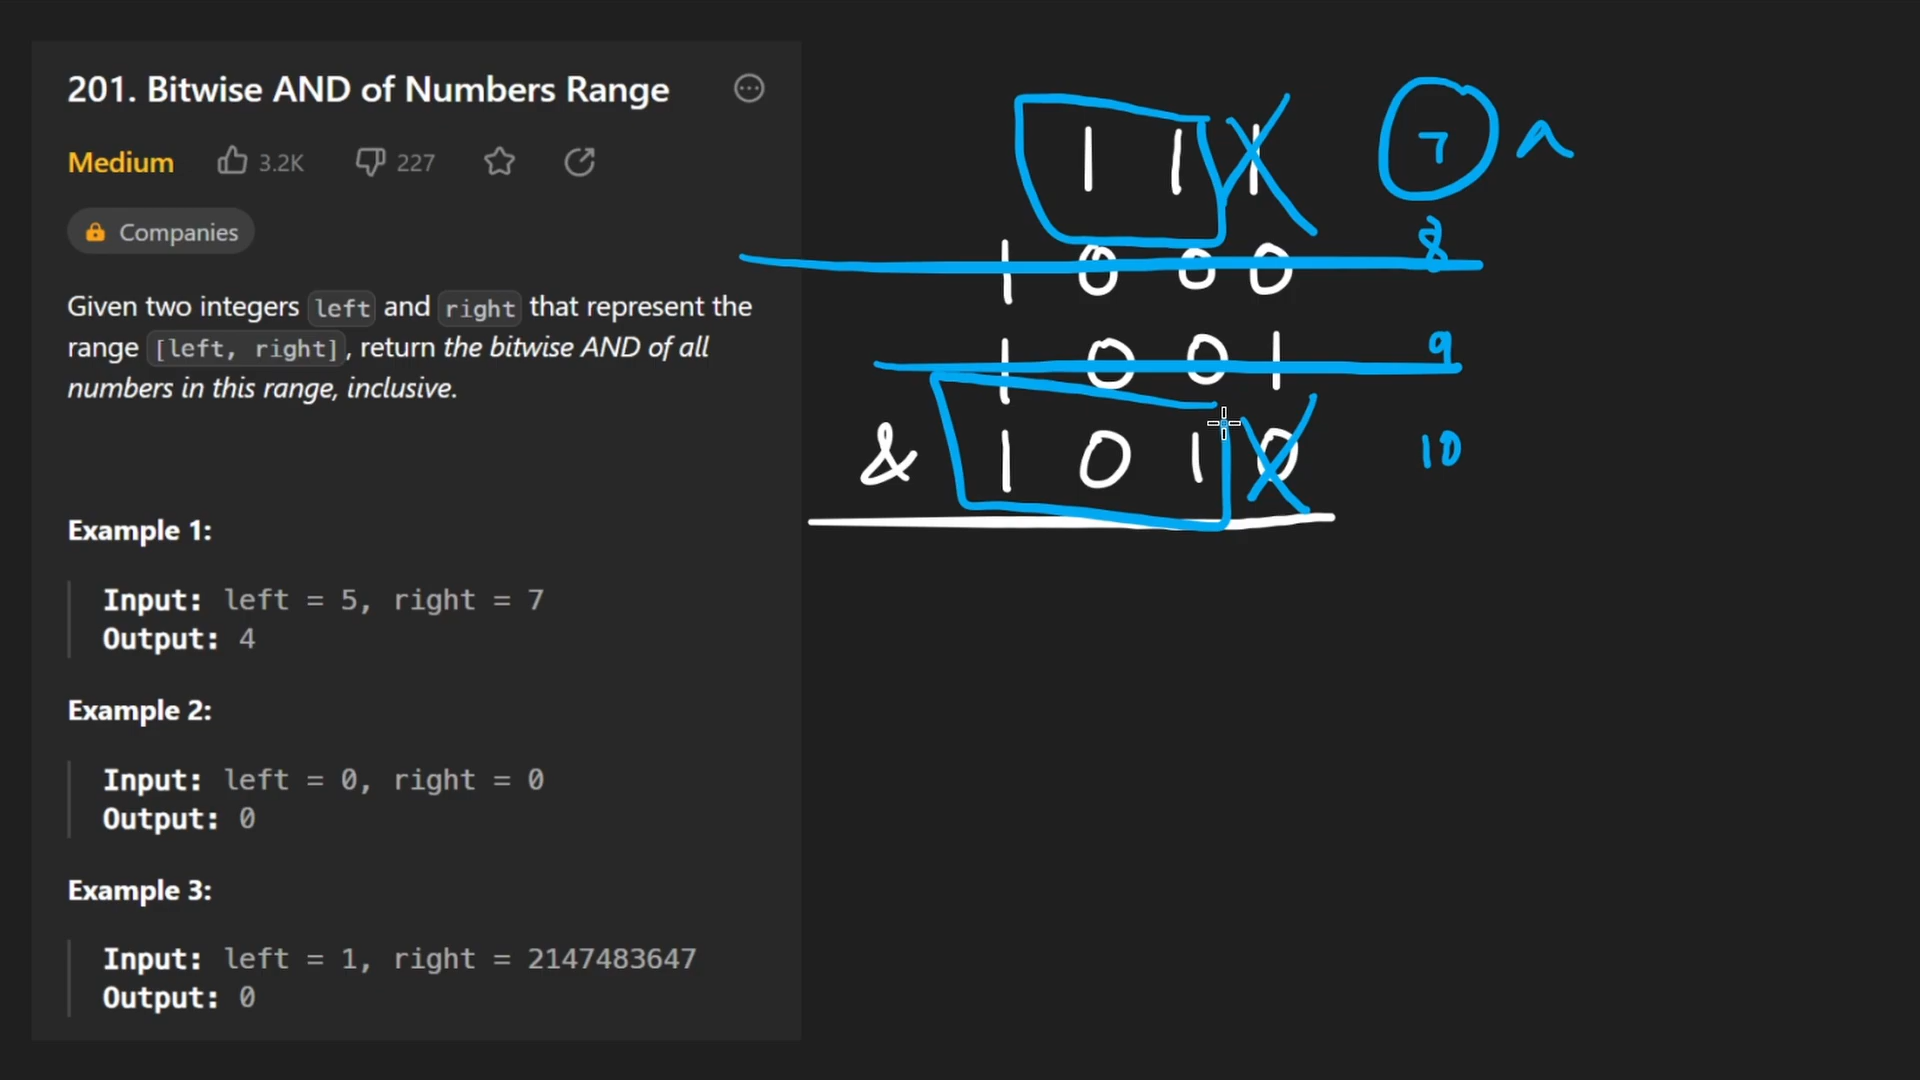 201. Bitwise AND of Numbers Range
Medium 3.2K 227
Companies
Given two integers left and right that represent the
range [left, right], return the bitwise AND of all
numbers in this range, inclusive.
Example 1:
Input: left = 5, right = 7
Output: 4
Example 2:
Input: left = 0, right = 0
Output: 0
Example 3:
Input: left = 1, right = 2147483647
Output: 0
1 1 1 7
1 0 0 0 8
1 0 0 1 9
& 1 0 1 0 10